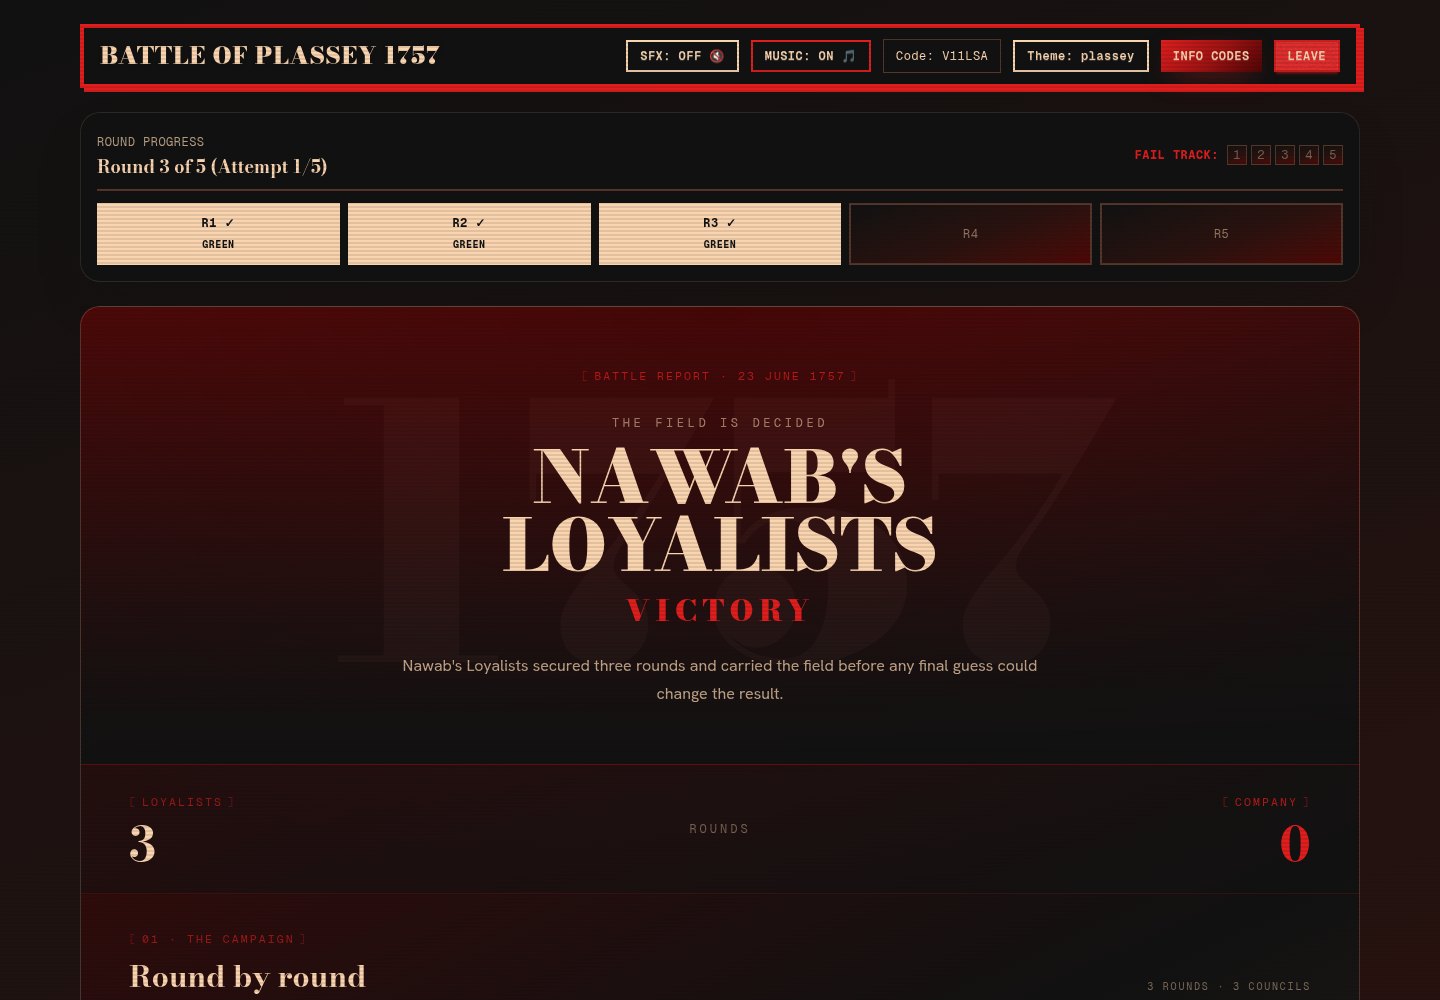 BATTLE OF PLASSEY 1757
SFX: OFF 🔇
MUSIC: ON 🎵
Code: V11LSA
Theme: plassey
INFO CODES
LEAVE
ROUND PROGRESS
Round 3 of 5 (Attempt 1/5)
FAIL TRACK: 1 2 3 4 5
R1 ✓
GREEN
R2 ✓
GREEN
R3 ✓
GREEN
R4
R5
1757
[ BATTLE REPORT · 23 JUNE 1757 ]
THE FIELD IS DECIDED
NAWAB'S
LOYALISTS
VICTORY
Nawab's Loyalists secured three rounds and carried the field before any final guess could
change the result.
[ LOYALISTS ]
3
ROUNDS
[ COMPANY ]
0
[ 01 · THE CAMPAIGN ]
Round by round
3 ROUNDS · 3 COUNCILS